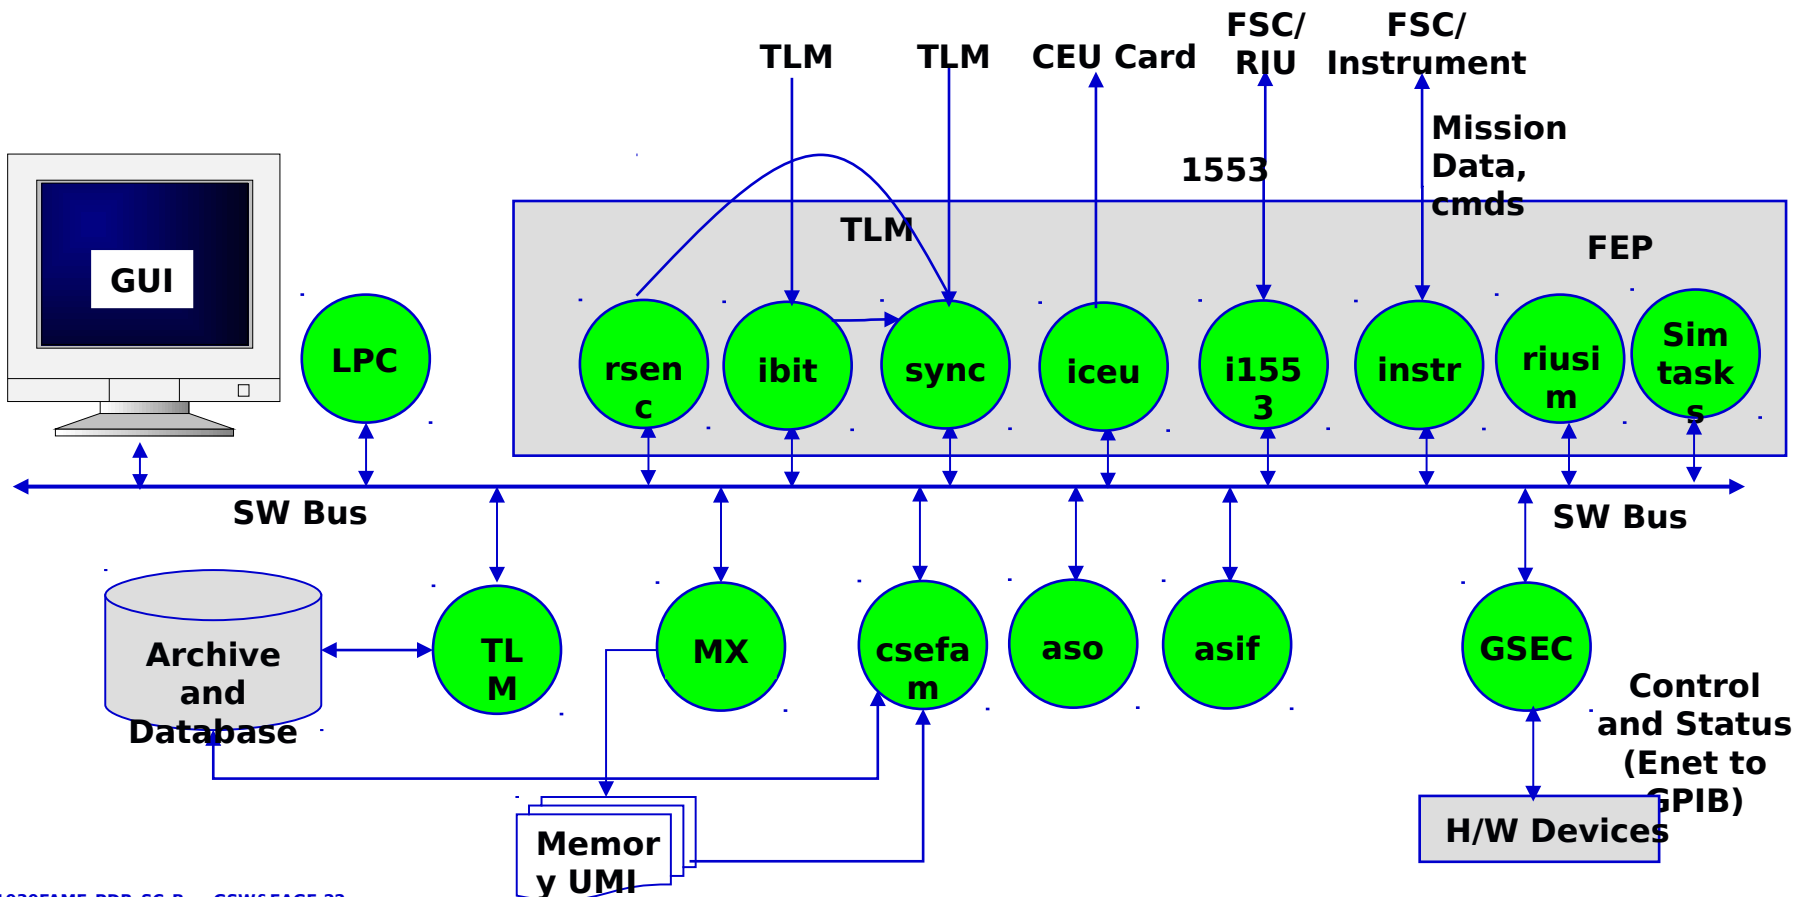 TLM
TLM
CEU Card
FSC/
RIU
FSC/
Instrument
Mission
Data,
cmds
1553
TLM
FEP
GUI
LPC
rsen
c
ibit
sync
iceu
i155
3
instr
riusi
m
Sim
task
s
SW Bus
SW Bus
Archive
and
Database
TL
M
MX
csefa
m
aso
asif
GSEC
Control
and Status
(Enet to
GPIB)
H/W Devices
Memor
y UMI